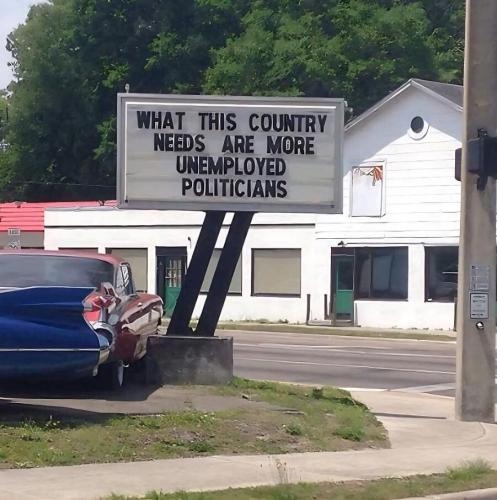 WHAT THIS COUNTRY
NEEDS ARE MORE
UNEMPLOYED
POLITICIANS